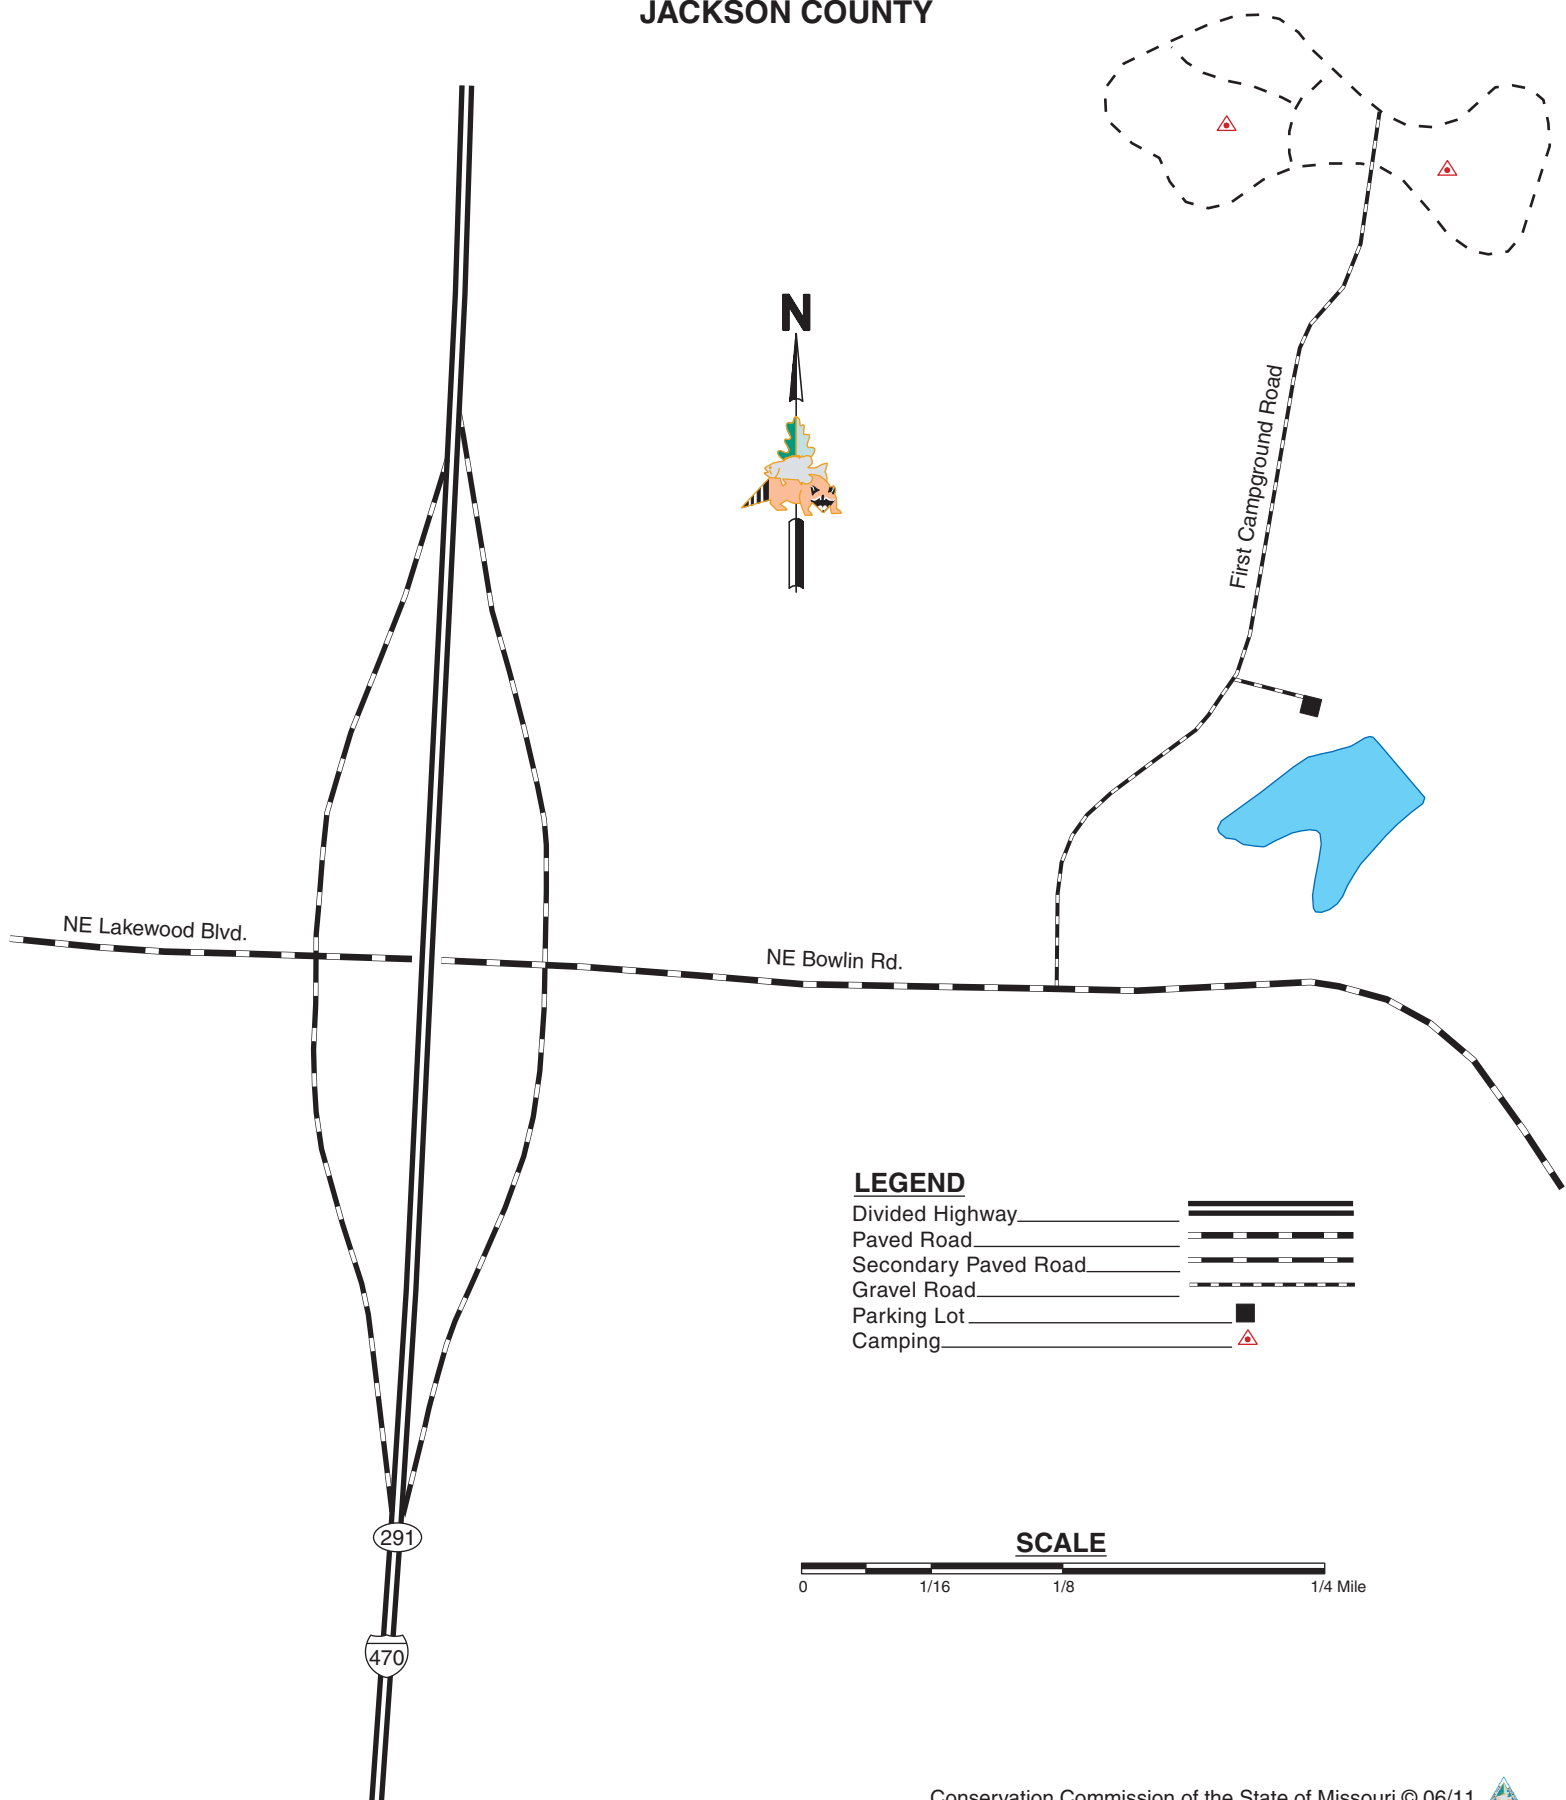 JACKSON COUNTY
N
First Campground Road
NE Lakewood Blvd.
NE Bowlin Rd.
LEGEND
Divided Highway
Paved Road
Secondary Paved Road
Gravel Road
Parking Lot
Camping
291
SCALE
0 1/16 1/8 1/4 Mile
470
Conservation Commission of the State of Missouri © 06/11